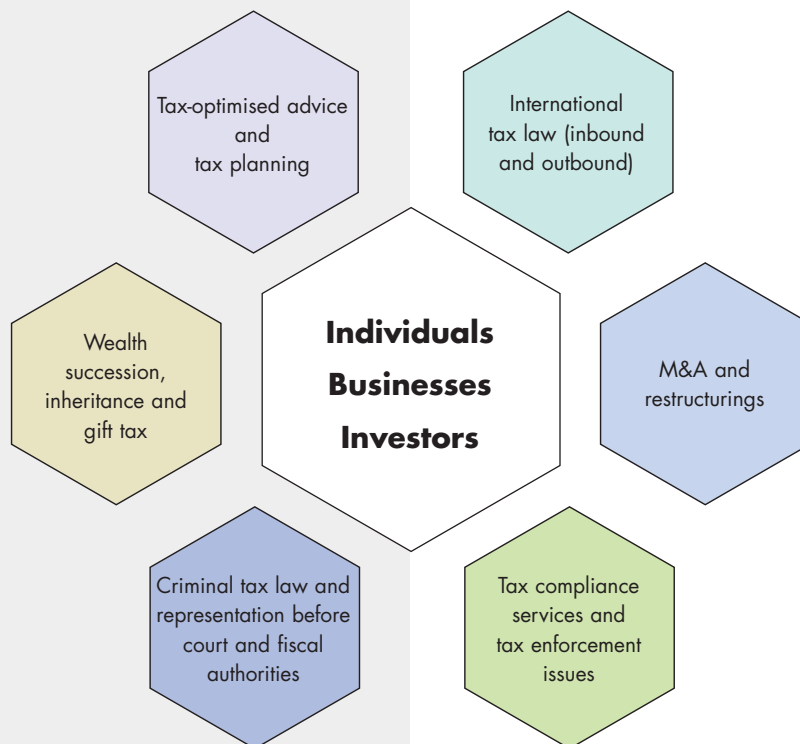 Tax-optimised advice
and
tax planning
International
tax law (inbound
and outbound)
Wealth
succession,
inheritance and
gift tax
Individuals
Businesses
Investors
M&A and
restructurings
Criminal tax law and
representation before
court and fiscal
authorities
Tax compliance
services and
tax enforcement
issues